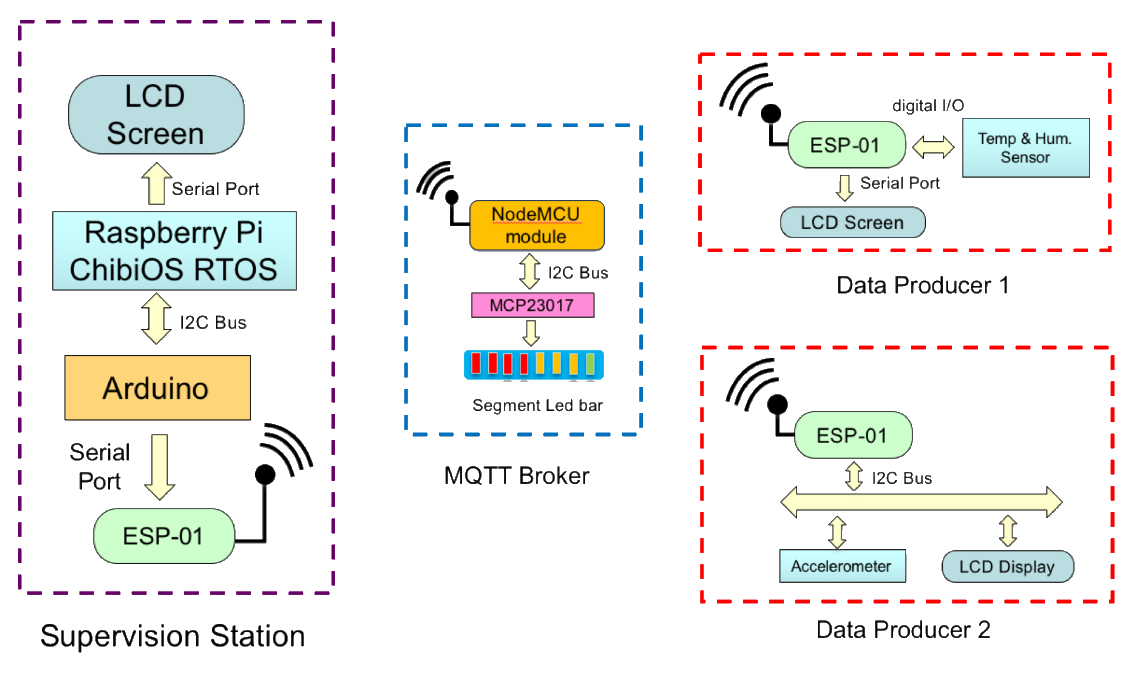 LCD
Screen
Serial Port
Raspberry Pi
ChibiOS RTOS
I2C Bus
Arduino
Serial
Port
ESP-01
Supervision Station
NodeMCU
module
I2C Bus
MCP23017
Segment Led bar
MQTT Broker
digital I/O
ESP-01
Temp & Hum.
Sensor
Serial Port
LCD Screen
Data Producer 1
ESP-01
I2C Bus
Accelerometer
LCD Display
Data Producer 2